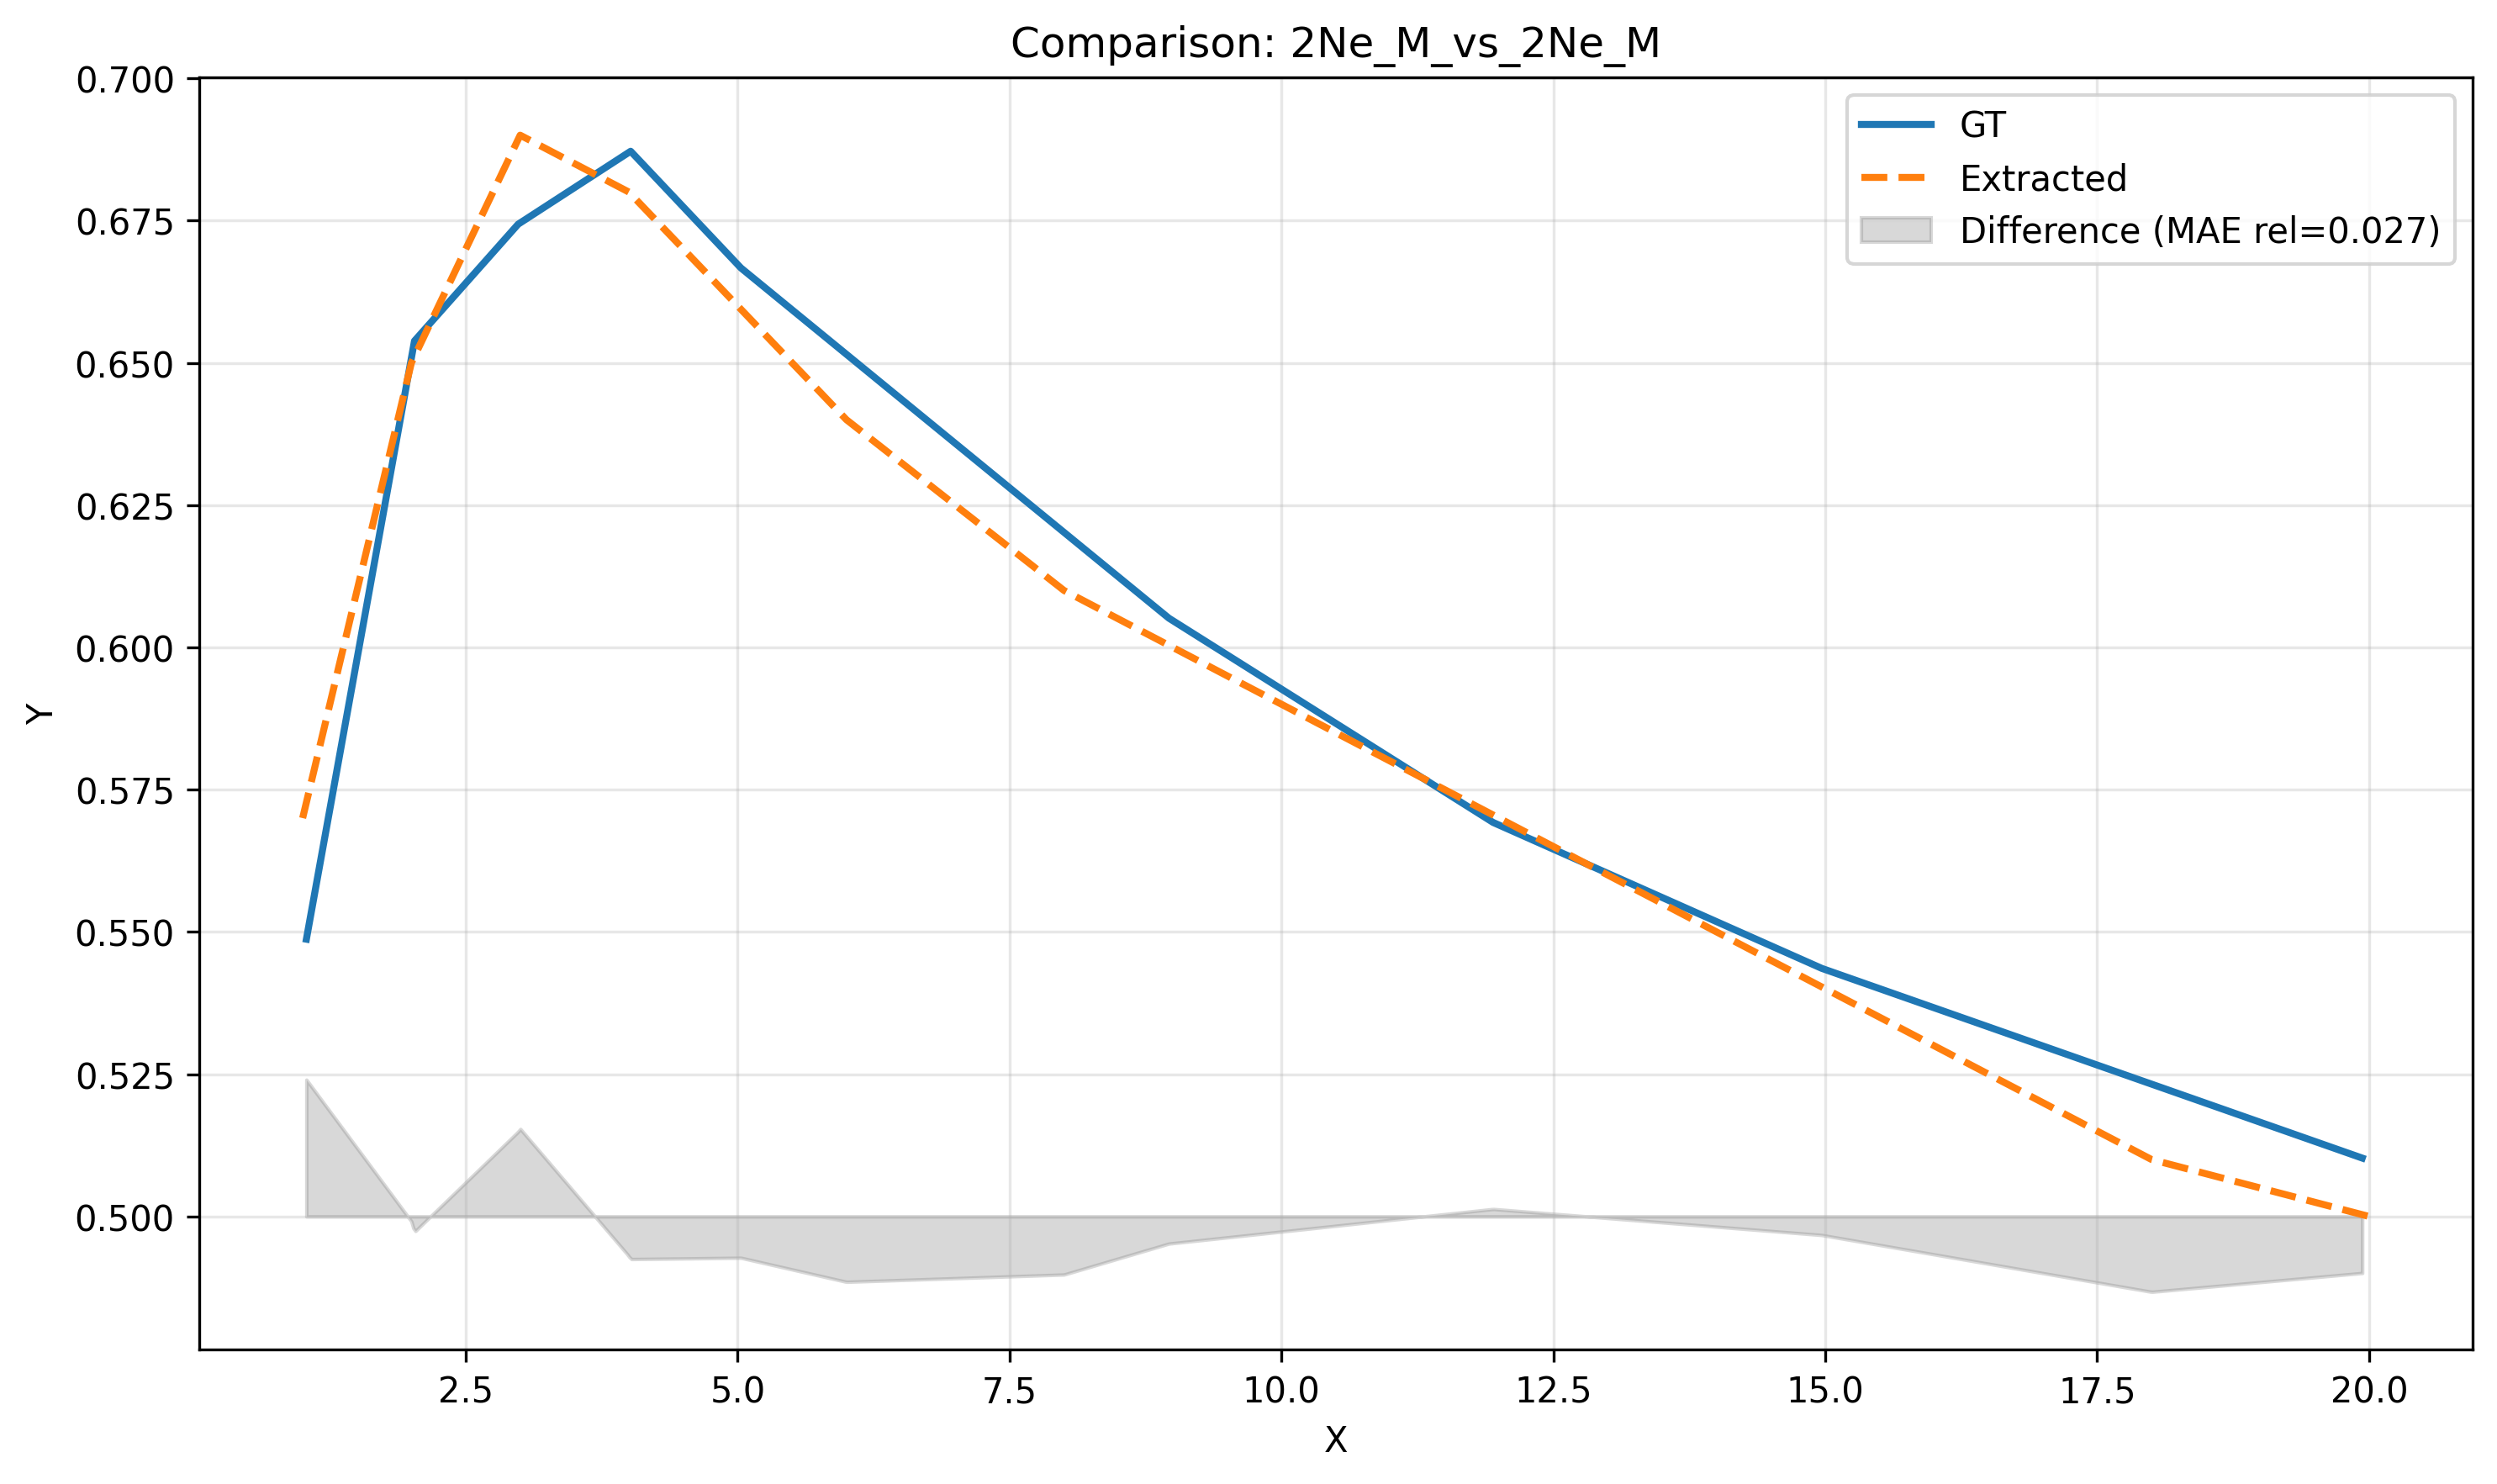 Comparison: 2Ne_M_vs_2Ne_M
GT
Extracted
Difference (MAE rel=0.027)
Y
0.700
0.675
0.650
0.625
0.600
0.575
0.550
0.525
0.500
2.5 5.0 7.5 10.0 12.5 15.0 17.5 20.0
X